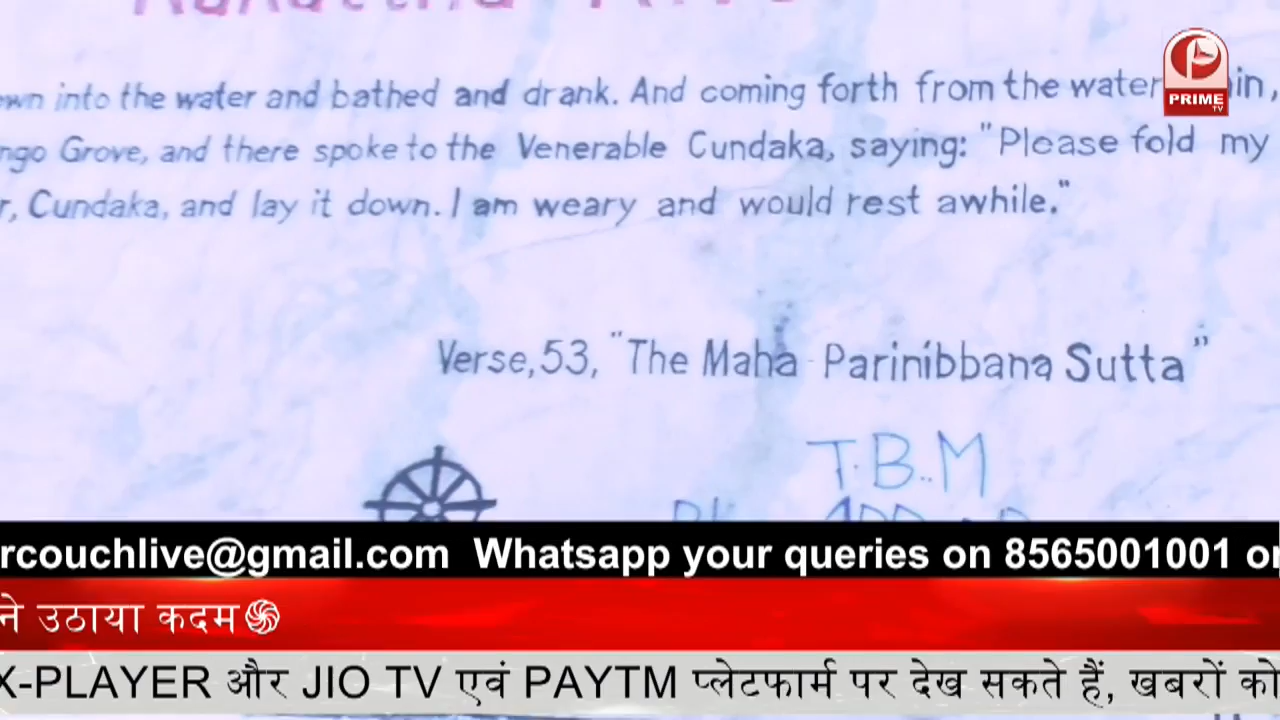 own into the water and bathed and drank. And coming forth from the water in,
ngo Grove, and there spoke to the Venerable Cundaka, saying: "Please fold my
r, Cundaka, and lay it down. I am weary and would rest awhile."
Verse,53, "The Maha Parinibbana Sutta"
T.B.M
PRIME
TV
rcouchlive@gmail.com Whatsapp your queries on 8565001001 or
ने उठाया कदम
X-PLAYER और JIO TV एवं PAYTM प्लेटफार्म पर देख सकते हैं, खबरों को